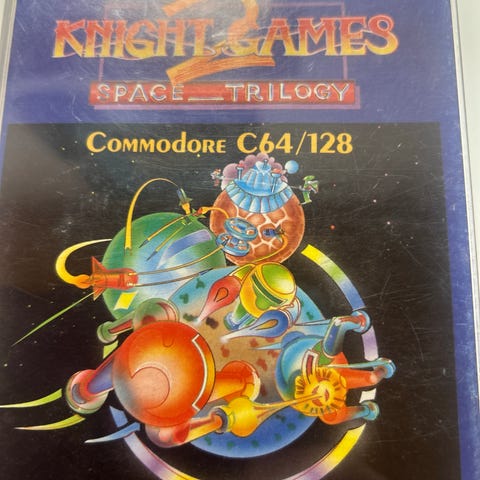 KNIGHT GAMES
2
SPACE TRILOGY
COMMODORE C64/128